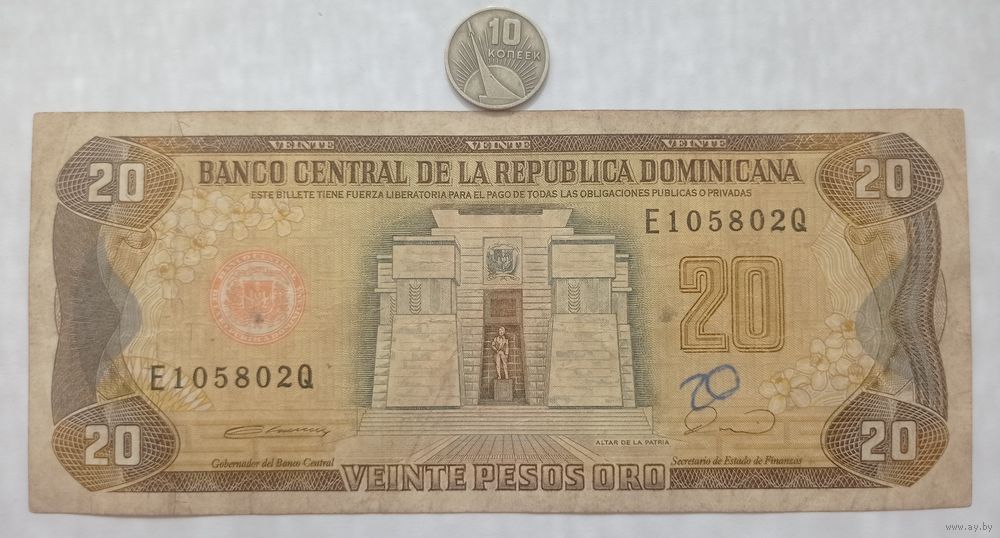 10
КОПЕЕК
VEINTE VEINTE VEINTE
20 BANCO CENTRAL DE LA REPUBLICA DOMINICANA 20
ESTE BILLETE TIENE FUERZA LIBERATORIA PARA EL PAGO DE TODAS LAS OBLIGACIONES PUBLICAS O PRIVADAS
E105802Q
20
E105802Q
20
ALTAR DE LA PATRIA
20 20
Gobernador del Banco Central Secretario de Estado de Finanzas
VEINTE PESOS ORO
www.ay.by